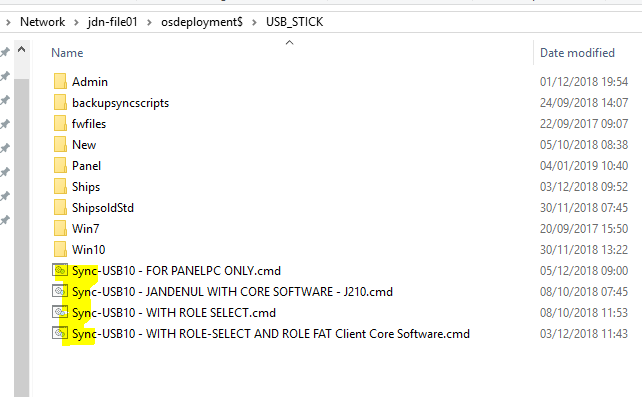 Network jdn-file01 osdeployment$ USB_STICK
Name Date modified
Admin 01/12/2018 19:54
backupsyncscripts 24/09/2018 14:07
fwfiles 22/09/2017 09:07
New 05/10/2018 08:38
Panel 04/01/2019 10:40
Ships 03/12/2018 09:52
ShipsoldStd 30/11/2018 07:45
Win7 20/09/2017 15:50
Win10 30/11/2018 13:22
Sync-USB10 - FOR PANELPC ONLY.cmd 05/12/2018 09:00
Sync-USB10 - JANDENUL WITH CORE SOFTWARE - J210.cmd 08/10/2018 07:45
Sync-USB10 - WITH ROLE SELECT.cmd 08/10/2018 11:53
Sync-USB10 - WITH ROLE-SELECT AND ROLE FAT Client Core Software.cmd 03/12/2018 11:43